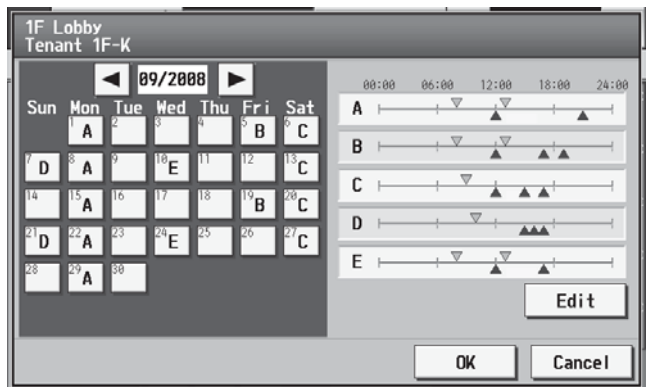 1F Lobby
Tenant 1F-K
09/2008
Sun Mon Tue Wed Thu Fri Sat
1 A 2 3 4 5 B 6 C
7 D 8 A 9 10 E 11 12 13 C
14 15 A 16 17 18 19 B 20 C
21 D 22 A 23 24 E 25 26 27 C
28 29 A 30
00:00 06:00 12:00 18:00 24:00
A
B
C
D
E
Edit
OK Cancel